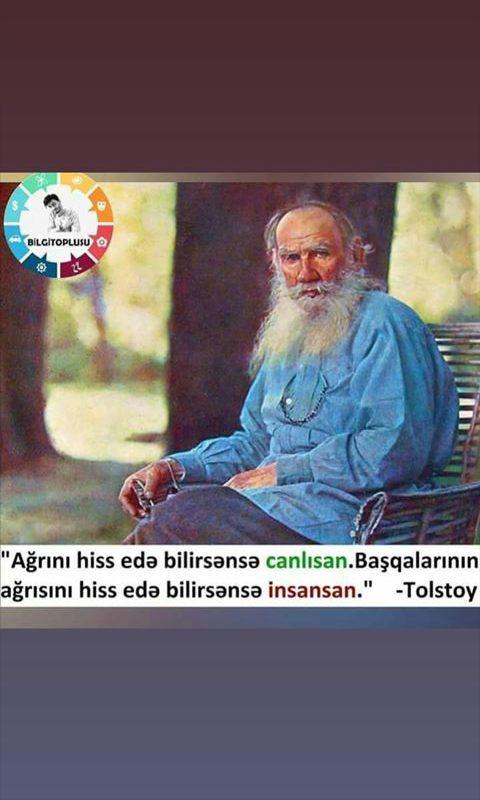 BİLGİTOPLUSU
"Ağrını hiss edə bilirsənsə canlısan.Başqalarının
ağrısını hiss edə bilirsənsə insansan." -Tolstoy